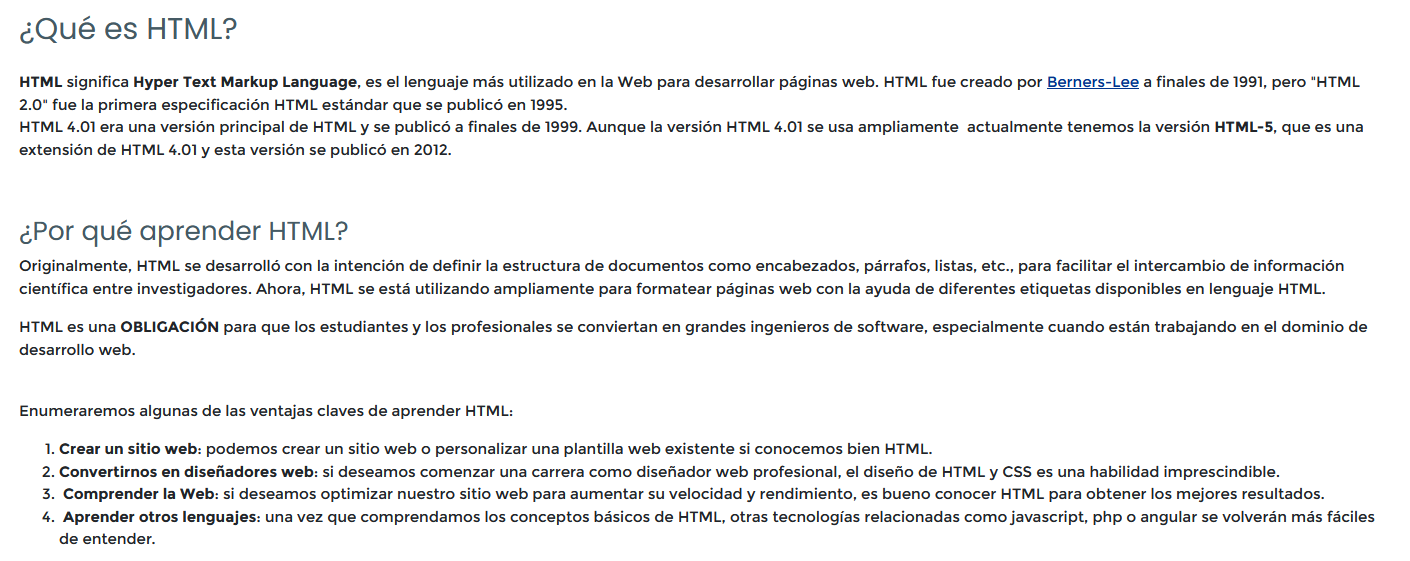 ¿Qué es HTML?
HTML significa Hyper Text Markup Language, es el lenguaje más utilizado en la Web para desarrollar páginas web. HTML fue creado por Berners-Lee a finales de 1991, pero "HTML
2.0" fue la primera especificación HTML estándar que se publicó en 1995.
HTML 4.01 era una versión principal de HTML y se publicó a finales de 1999. Aunque la versión HTML 4.01 se usa ampliamente  actualmente tenemos la versión HTML-5, que es una
extensión de HTML 4.01 y esta versión se publicó en 2012.
¿Por qué aprender HTML?
Originalmente, HTML se desarrolló con la intención de definir la estructura de documentos como encabezados, párrafos, listas, etc., para facilitar el intercambio de información
científica entre investigadores. Ahora, HTML se está utilizando ampliamente para formatear páginas web con la ayuda de diferentes etiquetas disponibles en lenguaje HTML.
HTML es una OBLIGACIÓN para que los estudiantes y los profesionales se conviertan en grandes ingenieros de software, especialmente cuando están trabajando en el dominio de
desarrollo web.
Enumeraremos algunas de las ventajas claves de aprender HTML:
1. Crear un sitio web: podemos crear un sitio web o personalizar una plantilla web existente si conocemos bien HTML.
2. Convertirnos en diseñadores web: si deseamos comenzar una carrera como diseñador web profesional, el diseño de HTML y CSS es una habilidad imprescindible.
3. Comprender la Web: si deseamos optimizar nuestro sitio web para aumentar su velocidad y rendimiento, es bueno conocer HTML para obtener los mejores resultados.
4. Aprender otros lenguajes: una vez que comprendamos los conceptos básicos de HTML, otras tecnologías relacionadas como javascript, php o angular se volverán más fáciles
de entender.